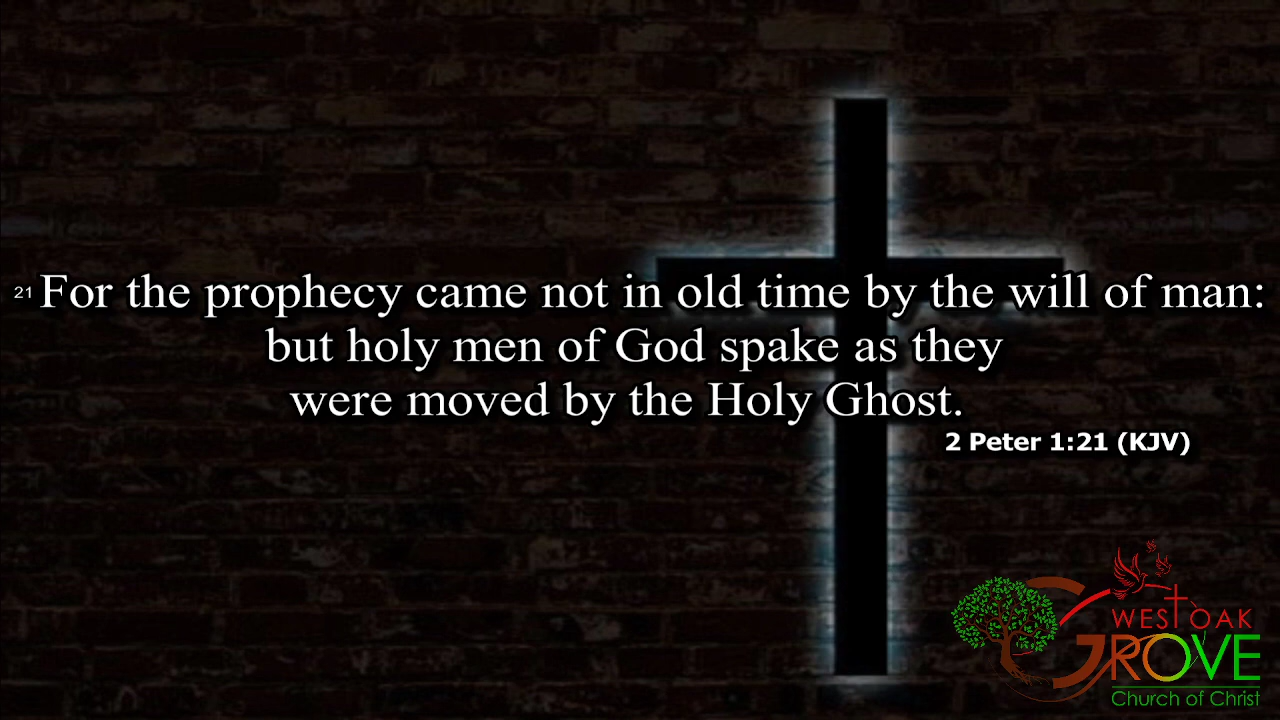 21 For the prophecy came not in old time by the will of man:
but holy men of God spake as they
were moved by the Holy Ghost.
2 Peter 1:21 (KJV)
WEST OAK
GROVE
Church of Christ